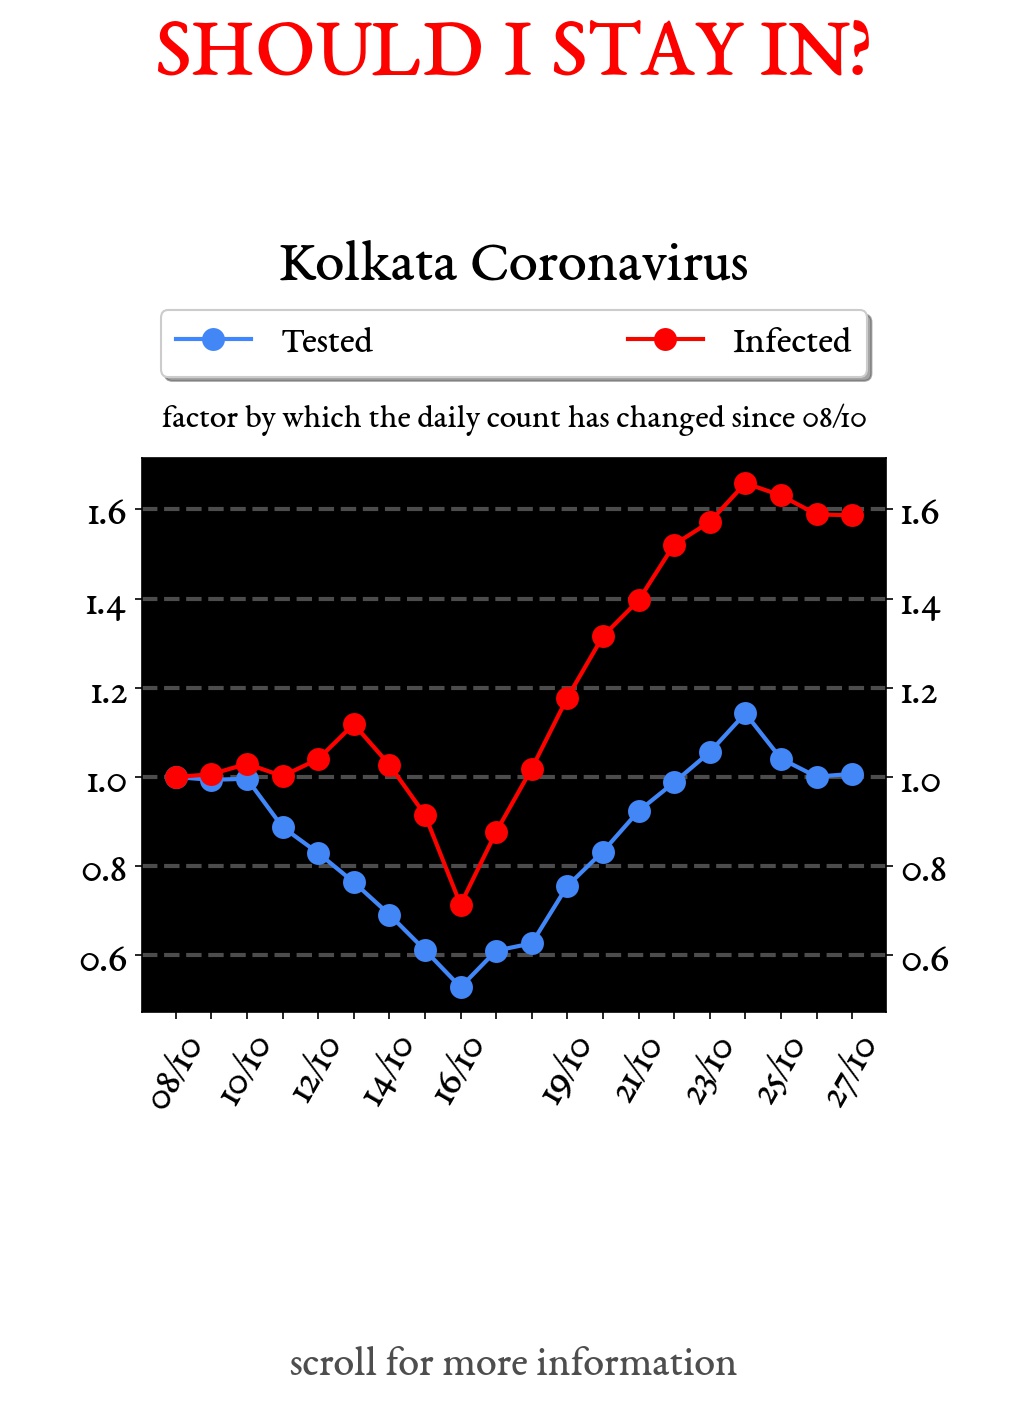 SHOULD I STAY IN?
Kolkata Coronavirus
Tested Infected
factor by which the daily count has changed since 08/10
1.6 1.6
1.4 1.4
1.2 1.2
1.0 1.0
0.8 0.8
0.6 0.6
08/10 10/10 12/10 14/10 16/10 19/10 21/10 23/10 25/10 27/10
scroll for more information